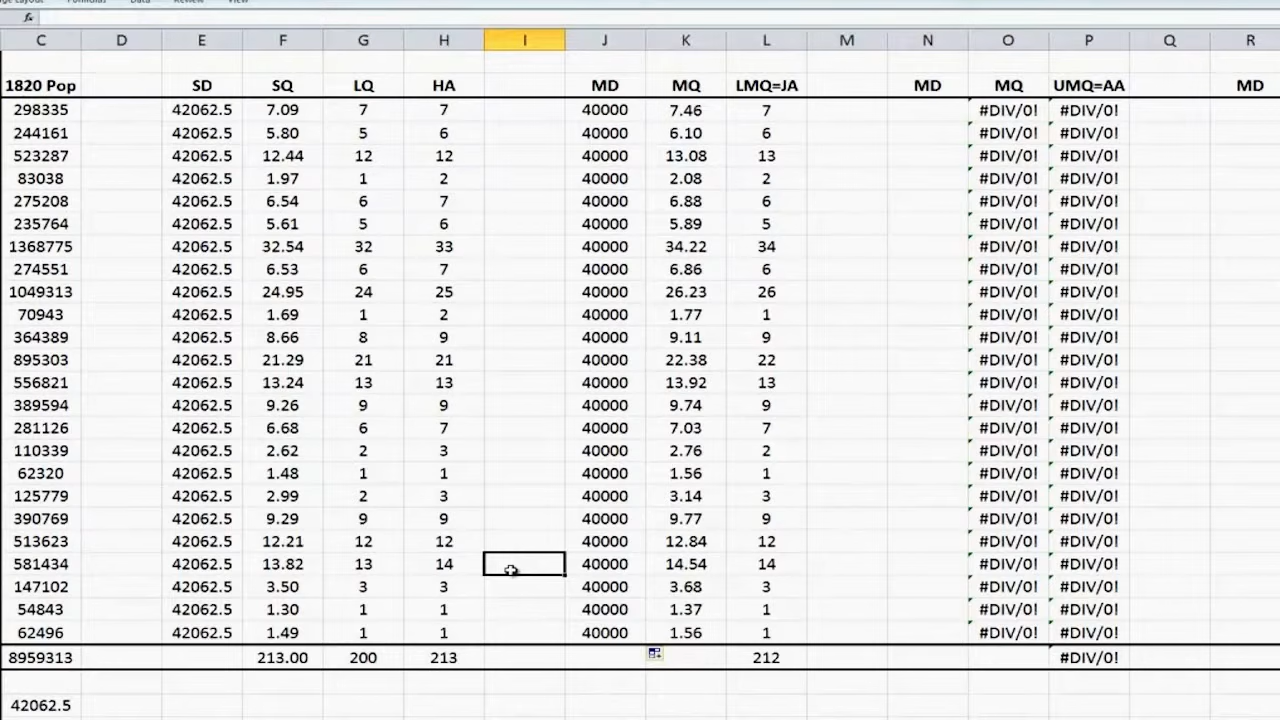 Page Layout Formulas Data Review View
fx
C D E F G H I J K L M N O P Q R
1820 Pop SD SQ LQ HA MD MQ LMQ=JA MD MQ UMQ=AA MD
298335 42062.5 7.09 7 7 40000 7.46 7 #DIV/0! #DIV/0!
244161 42062.5 5.80 5 6 40000 6.10 6 #DIV/0! #DIV/0!
523287 42062.5 12.44 12 12 40000 13.08 13 #DIV/0! #DIV/0!
83038 42062.5 1.97 1 2 40000 2.08 2 #DIV/0! #DIV/0!
275208 42062.5 6.54 6 7 40000 6.88 6 #DIV/0! #DIV/0!
235764 42062.5 5.61 5 6 40000 5.89 5 #DIV/0! #DIV/0!
1368775 42062.5 32.54 32 33 40000 34.22 34 #DIV/0! #DIV/0!
274551 42062.5 6.53 6 7 40000 6.86 6 #DIV/0! #DIV/0!
1049313 42062.5 24.95 24 25 40000 26.23 26 #DIV/0! #DIV/0!
70943 42062.5 1.69 1 2 40000 1.77 1 #DIV/0! #DIV/0!
364389 42062.5 8.66 8 9 40000 9.11 9 #DIV/0! #DIV/0!
895303 42062.5 21.29 21 21 40000 22.38 22 #DIV/0! #DIV/0!
556821 42062.5 13.24 13 13 40000 13.92 13 #DIV/0! #DIV/0!
389594 42062.5 9.26 9 9 40000 9.74 9 #DIV/0! #DIV/0!
281126 42062.5 6.68 6 7 40000 7.03 7 #DIV/0! #DIV/0!
110339 42062.5 2.62 2 3 40000 2.76 2 #DIV/0! #DIV/0!
62320 42062.5 1.48 1 1 40000 1.56 1 #DIV/0! #DIV/0!
125779 42062.5 2.99 2 3 40000 3.14 3 #DIV/0! #DIV/0!
390769 42062.5 9.29 9 9 40000 9.77 9 #DIV/0! #DIV/0!
513623 42062.5 12.21 12 12 40000 12.84 12 #DIV/0! #DIV/0!
581434 42062.5 13.82 13 14 40000 14.54 14 #DIV/0! #DIV/0!
147102 42062.5 3.50 3 3 40000 3.68 3 #DIV/0! #DIV/0!
54843 42062.5 1.30 1 1 40000 1.37 1 #DIV/0! #DIV/0!
62496 42062.5 1.49 1 1 40000 1.56 1 #DIV/0! #DIV/0!
8959313 213.00 200 213 212 #DIV/0!
42062.5